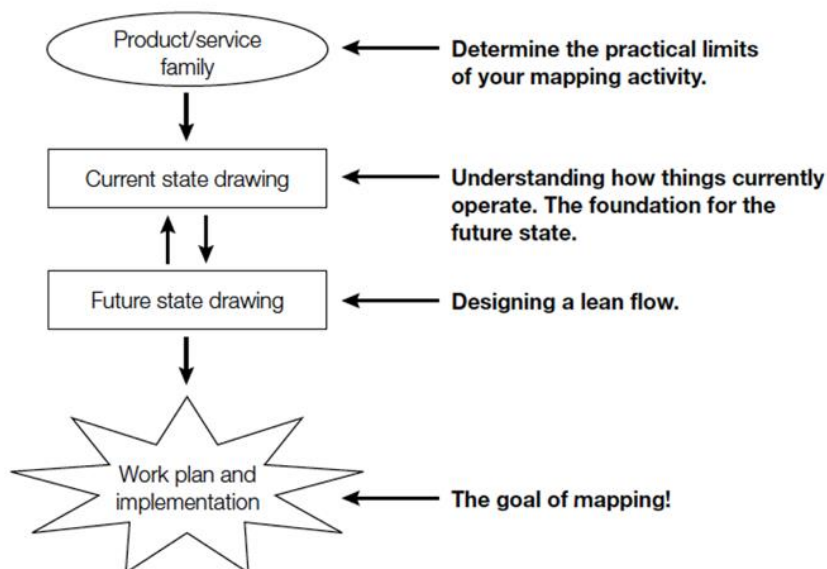 Product/service
family
Determine the practical limits
of your mapping activity.
Current state drawing
Understanding how things currently
operate. The foundation for the
future state.
Future state drawing
Designing a lean flow.
Work plan and
implementation
The goal of mapping!